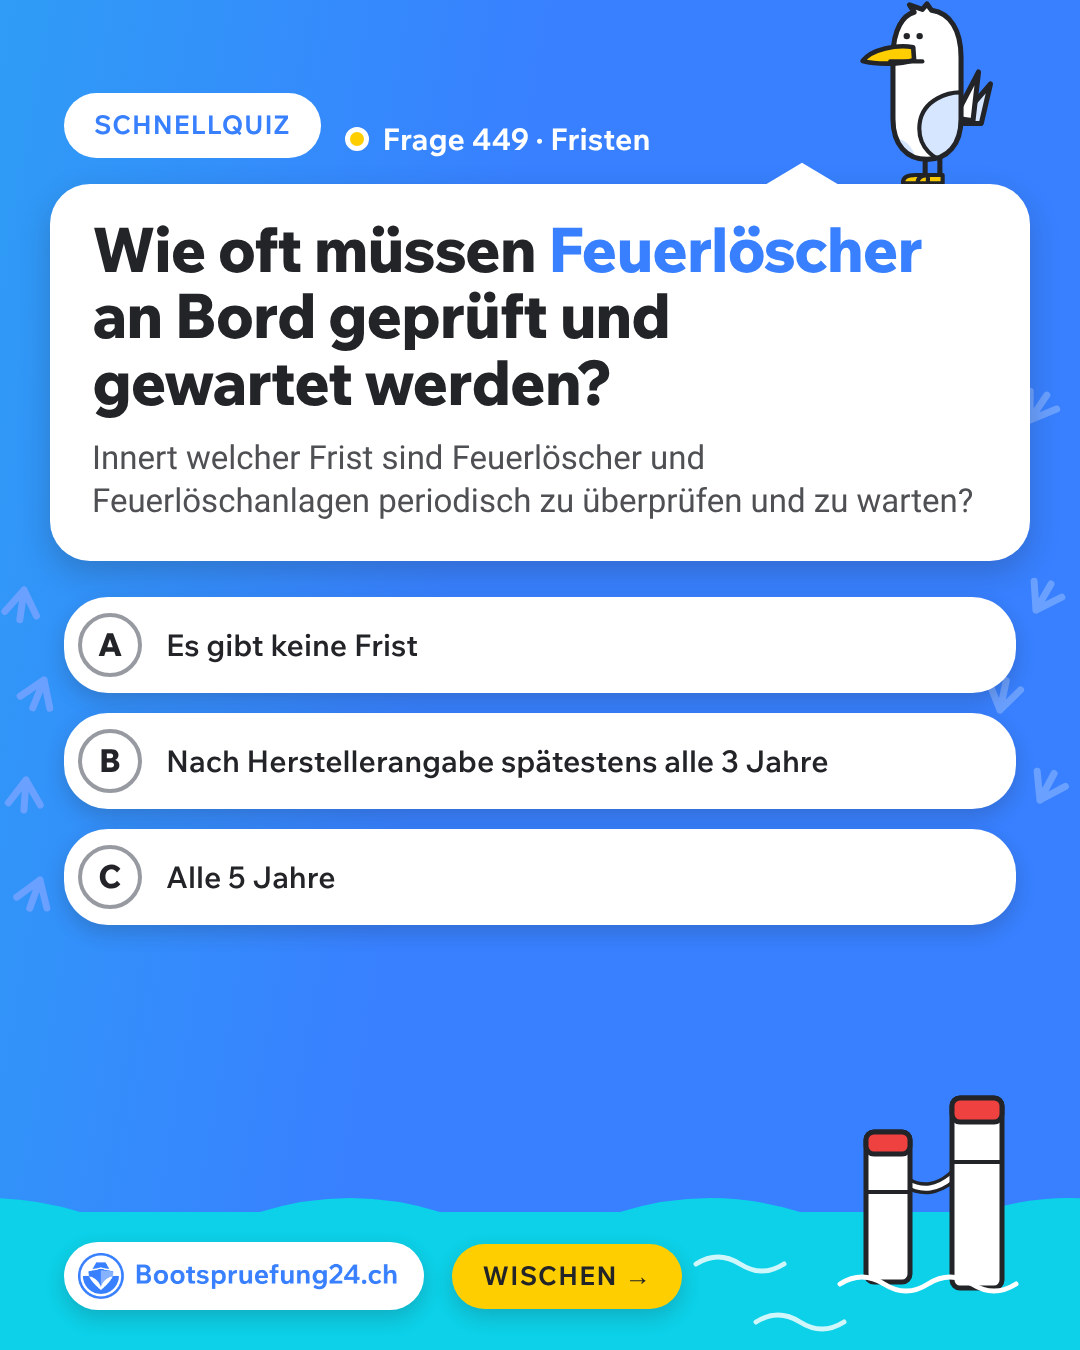 SCHNELLQUIZ
Frage 449 · Fristen
Wie oft müssen Feuerlöscher
an Bord geprüft und
gewartet werden?
Innert welcher Frist sind Feuerlöscher und
Feuerlöschanlagen periodisch zu überprüfen und zu warten?
A Es gibt keine Frist
B Nach Herstellerangabe spätestens alle 3 Jahre
C Alle 5 Jahre
Bootspruefung24.ch
WISCHEN →